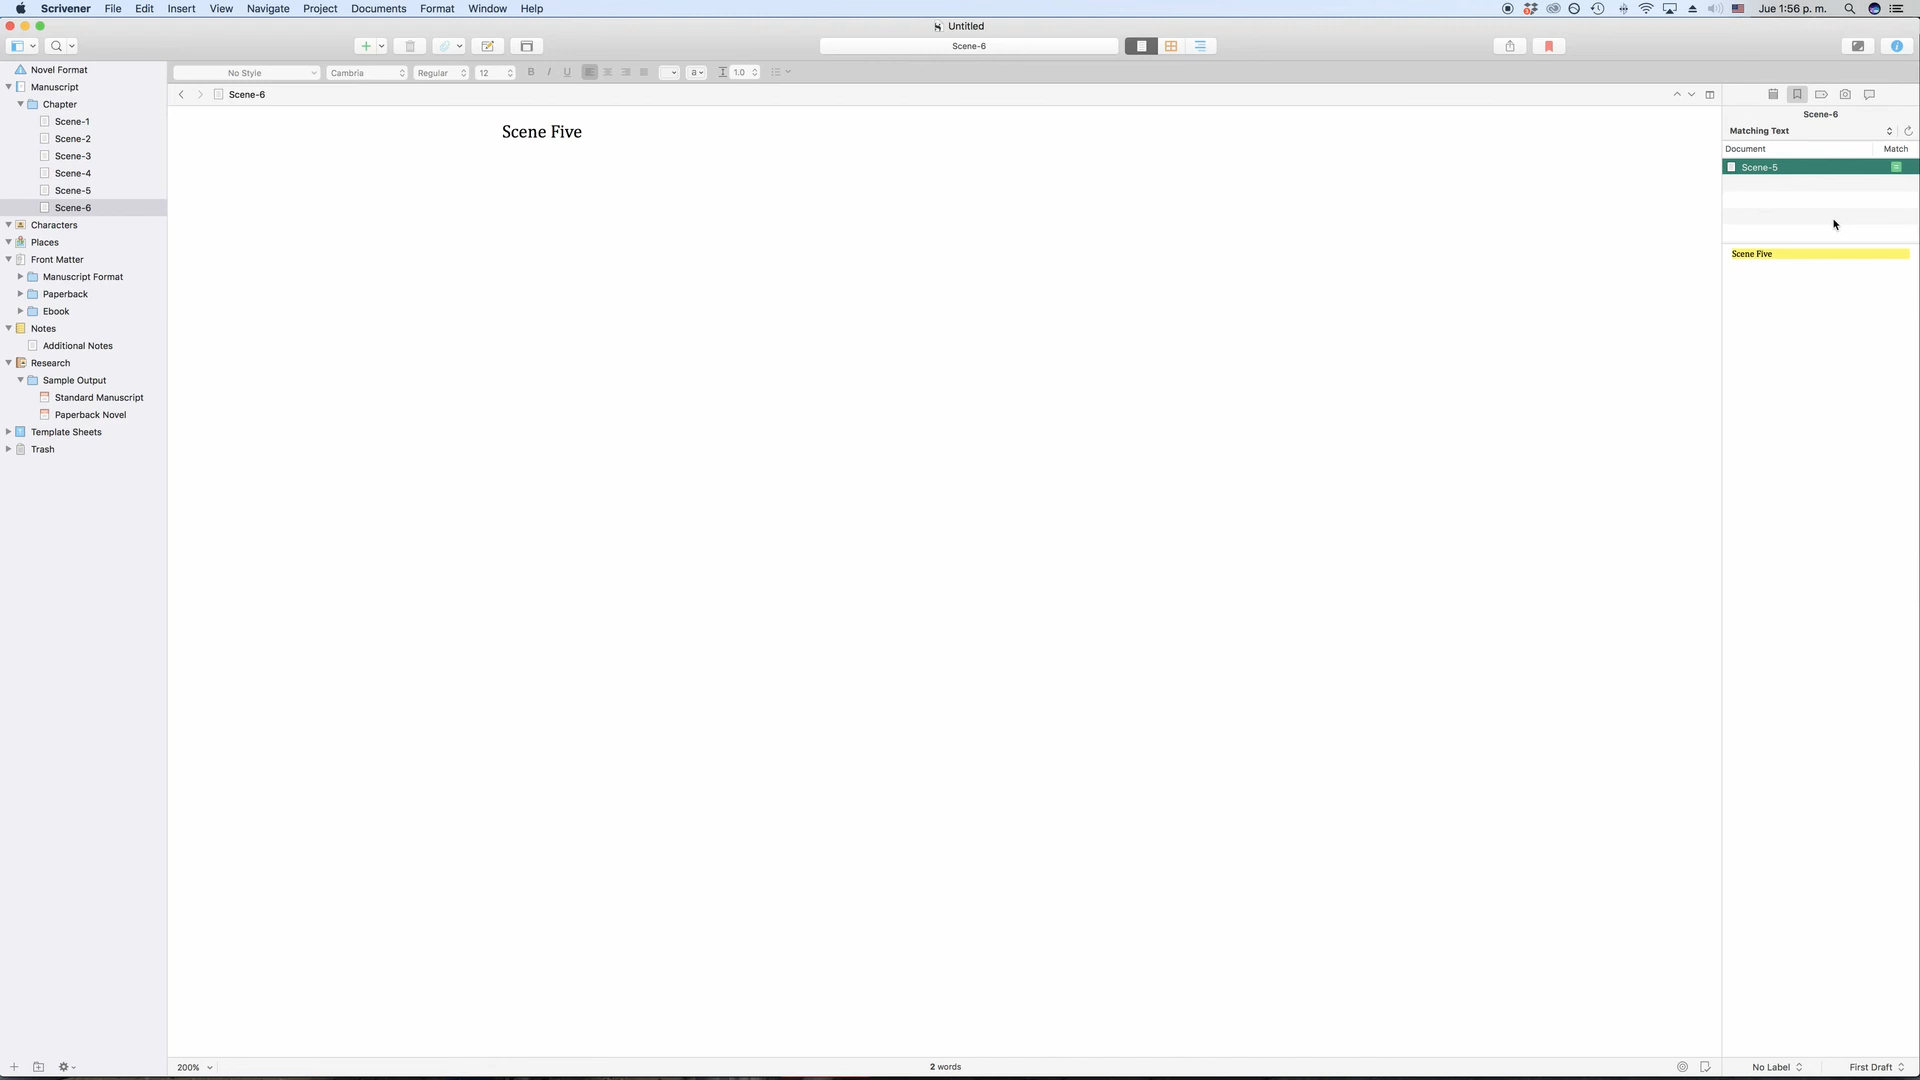 Scrivener File Edit Insert View Navigate Project Documents Format Window Help Jue 1:56 p. m.
Untitled
Scene-6
No Style Cambria Regular 12 B I U a 1.0
Novel Format
Manuscript
Chapter
Scene-1
Scene-2
Scene-3
Scene-4
Scene-5
Scene-6
Characters
Places
Front Matter
Manuscript Format
Paperback
Ebook
Notes
Additional Notes
Research
Sample Output
Standard Manuscript
Paperback Novel
Template Sheets
Trash
Scene-6
Scene Five
Scene-6
Matching Text
Document Match
Scene-5
Scene Five
200% 2 words No Label First Draft